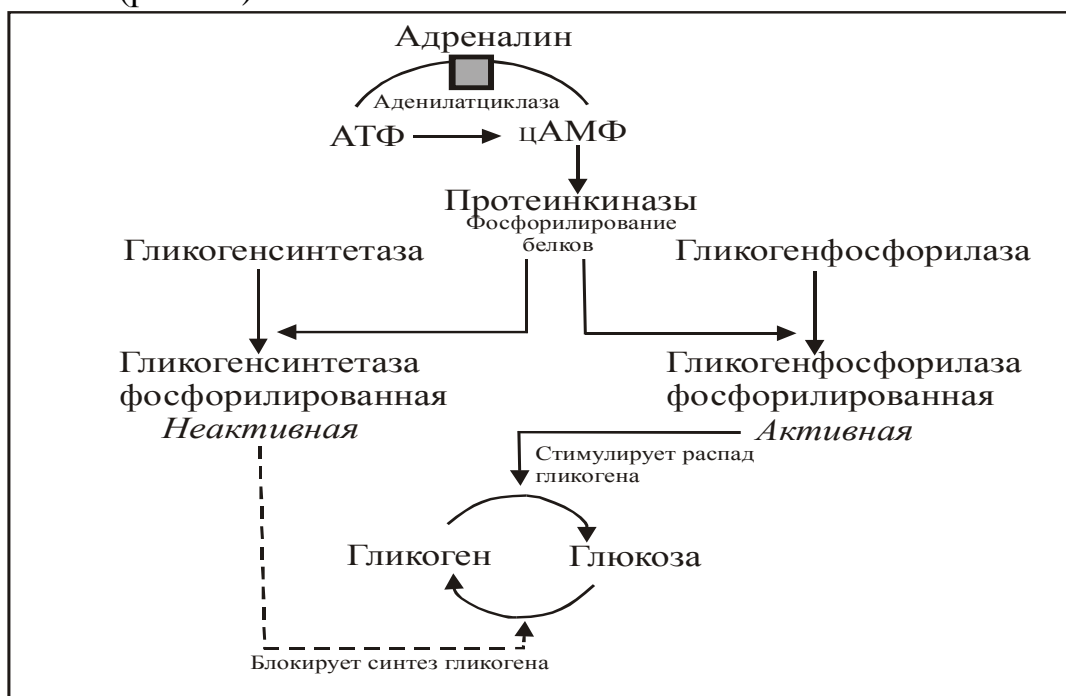 Адреналин
Аденилатциклаза
АТФ цАМФ
Протеинкиназы
Фосфорилирование
белков
Гликогенсинтетаза Гликогенфосфорилаза
Гликогенсинтетаза
фосфорилированная
Неактивная
Гликогенфосфорилаза
фосфорилированная
Активная
Стимулирует распад
гликогена
Гликоген Глюкоза
Блокирует синтез гликогена